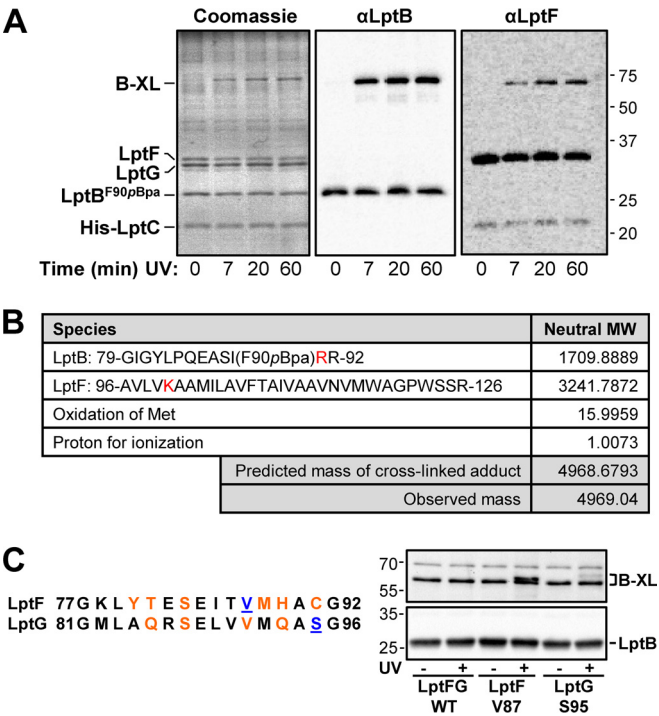 A
Coomassie
αLptB
αLptF
B-XL
LptF
LptG
LptBF90pBpa
His-LptC
75
50
37
25
20
Time (min) UV: 0 7 20 60 0 7 20 60 0 7 20 60
B
Species Neutral MW
LptB: 79-GIGYLPQEASI(F90pBpa)RR-92 1709.8889
LptF: 96-AVLVKAAMILAVFTAIVAAVNVMWAGPWSSR-126 3241.7872
Oxidation of Met 15.9959
Proton for ionization 1.0073
Predicted mass of cross-linked adduct 4968.6793
Observed mass 4969.04
C
LptF 77GKLYTESEITVMHACG92
LptG 81GMLAQRSELVVMQASG96
70-
55-
35-
25-
B-XL
-LptB
UV - + - + - +
LptFG LptF LptG
WT V87 S95